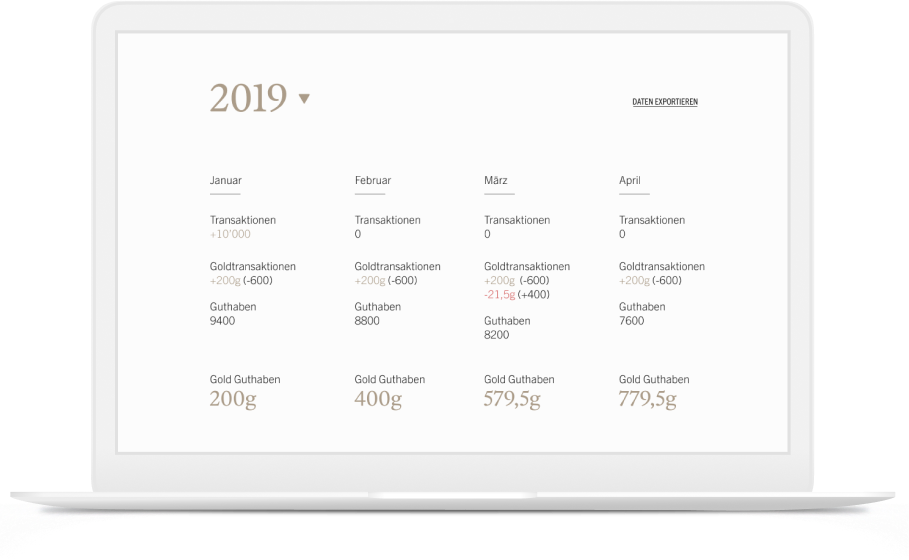 2019
DATEN EXPORTIEREN
Januar
Transaktionen
+10'000
Goldtransaktionen
+200g (-600)
Guthaben
9400
Gold Guthaben
200g
Februar
Transaktionen
0
Goldtransaktionen
+200g (-600)
Guthaben
8800
Gold Guthaben
400g
März
Transaktionen
0
Goldtransaktionen
+200g (-600)
-21,5g (+400)
Guthaben
8200
Gold Guthaben
579,5g
April
Transaktionen
0
Goldtransaktionen
+200g (-600)
Guthaben
7600
Gold Guthaben
779,5g